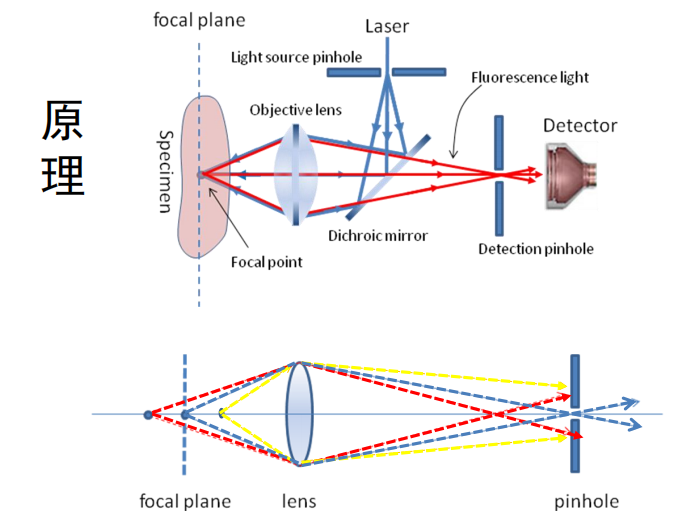 focal plane
Laser
Light source pinhole
Fluorescence light
原
理
Objective lens
Detector
Specimen
Dichroic mirror
Detection pinhole
Focal point
focal plane
lens
pinhole